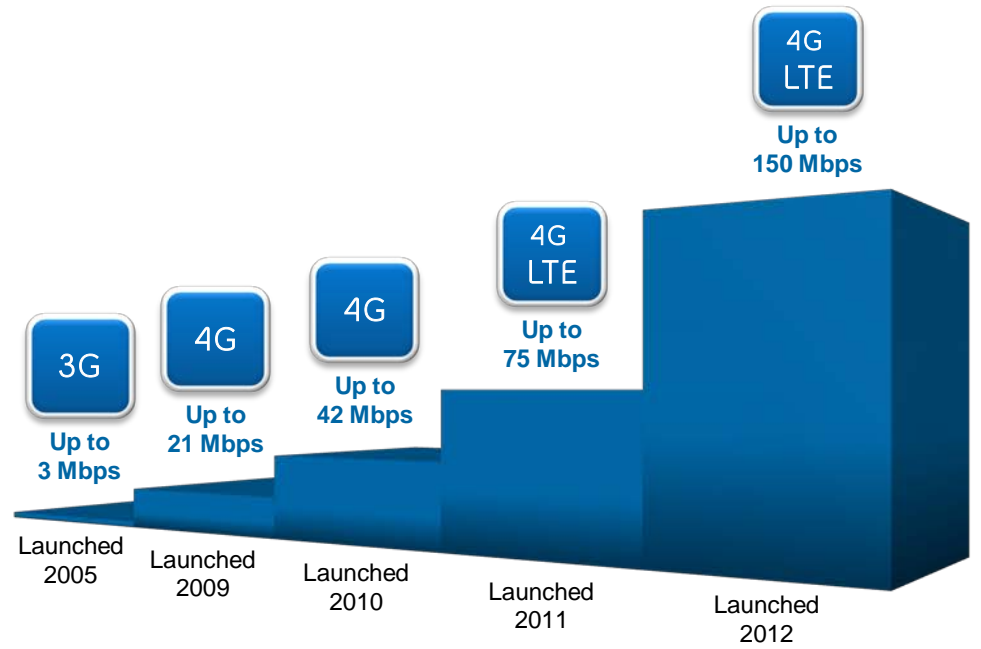 3G
Up to
3 Mbps
Launched
2005
4G
Up to
21 Mbps
Launched
2009
4G
Up to
42 Mbps
Launched
2010
4G
LTE
Up to
75 Mbps
Launched
2011
4G
LTE
Up to
150 Mbps
Launched
2012